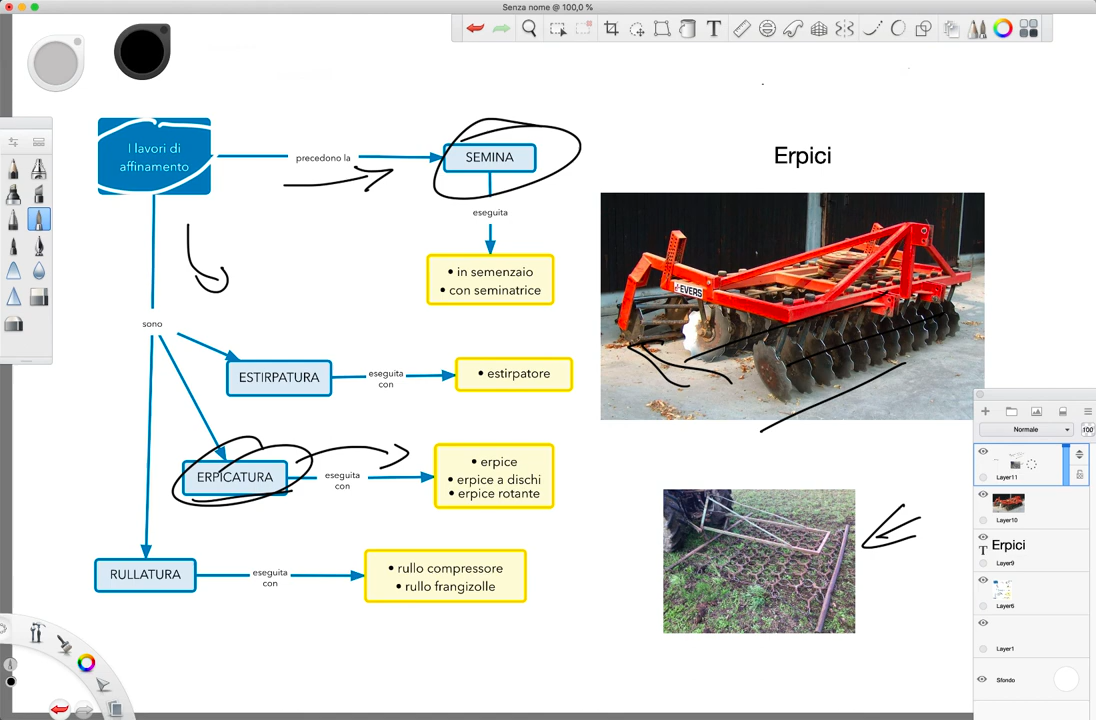 Senza nome @ 100,0 %
T
I lavori di
affinamento
precedono la
SEMINA
eseguita
• in semenzaio
• con seminatrice
sono
ESTIRPATURA
eseguita
con
• estirpatore
ERPICATURA
eseguita
con
• erpice
• erpice a dischi
• erpice rotante
RULLATURA
eseguita
con
• rullo compressore
• rullo frangizolle
Erpici
EVERS
Normale
100
Layer11
Layer10
T Erpici
Layer9
Layer6
Layer1
Sfondo